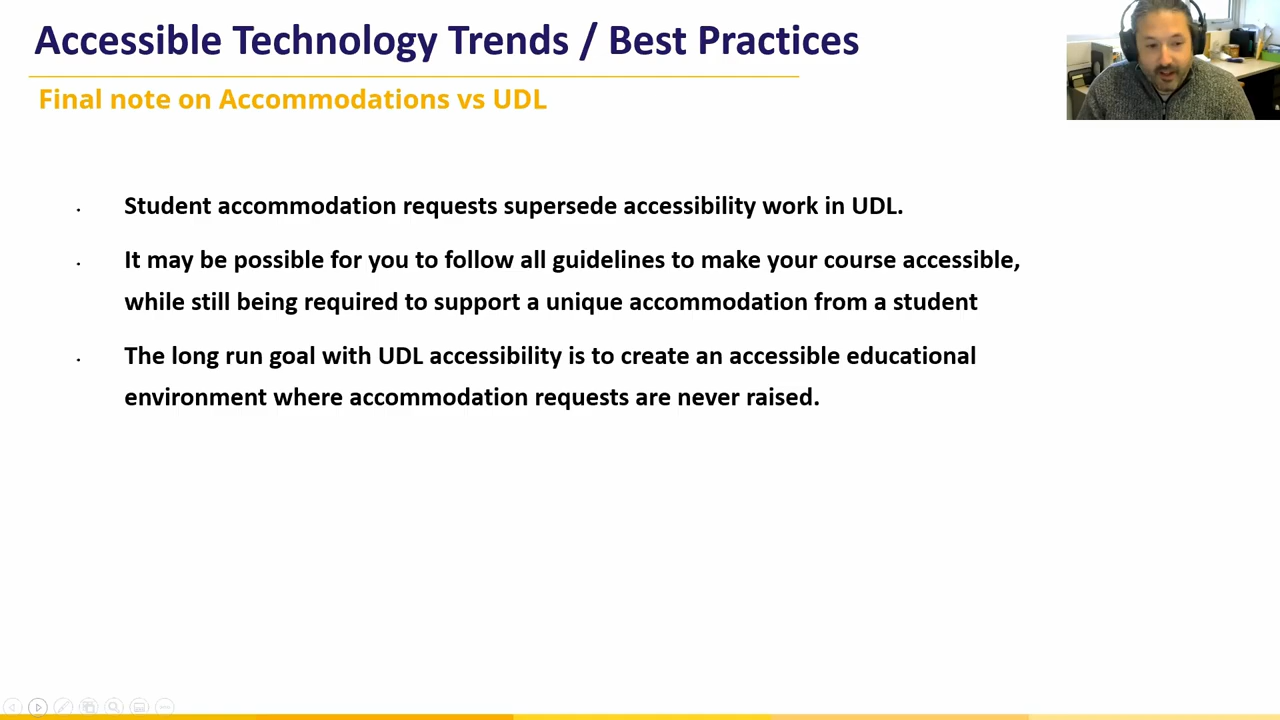 Accessible Technology Trends / Best Practices
Final note on Accommodations vs UDL
· Student accommodation requests supersede accessibility work in UDL.
· It may be possible for you to follow all guidelines to make your course accessible,
while still being required to support a unique accommodation from a student
· The long run goal with UDL accessibility is to create an accessible educational
environment where accommodation requests are never raised.